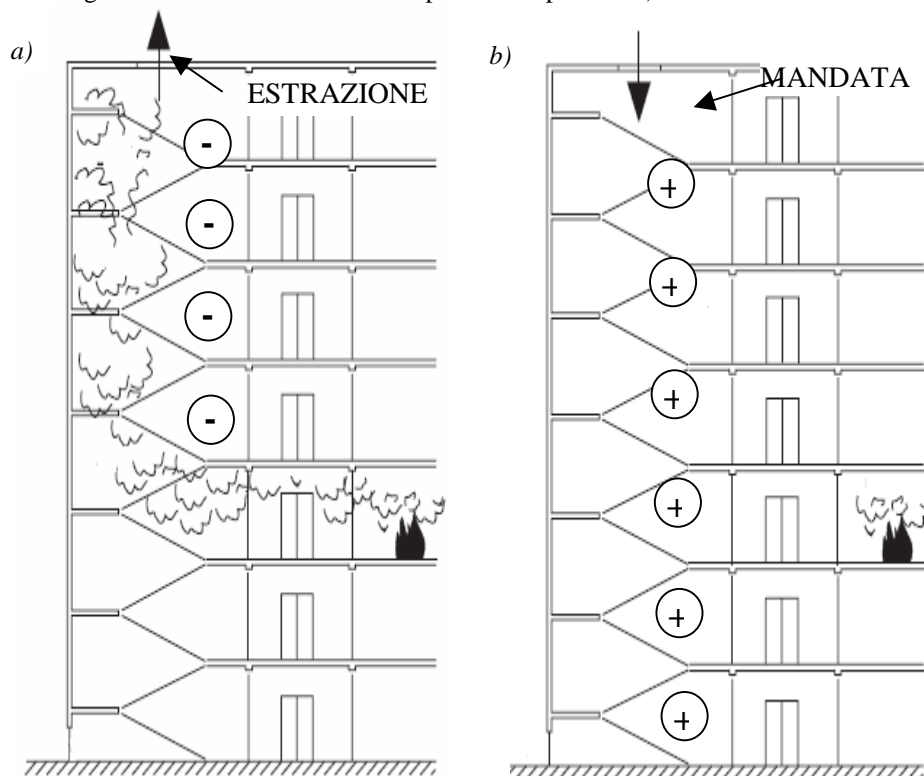 a)
ESTRAZIONE
-
-
-
-
b)
MANDATA
+
+
+
+
+
+